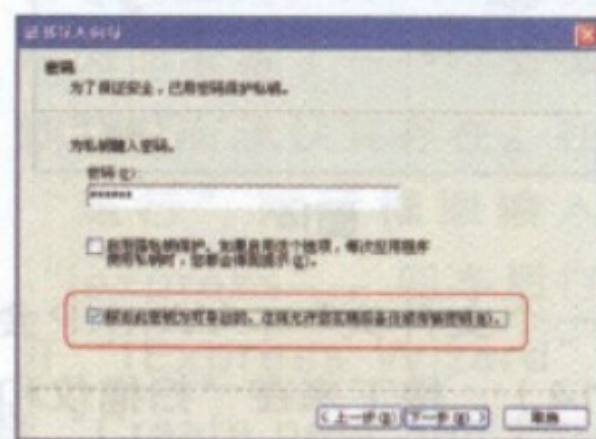 证书导入向导
密码
为了保证安全，已用密码保护私钥。
为私钥键入密码。
密码(P):
******
启用强私钥保护。如果启用这个选项，每次应用程序
使用私钥时，您都会得到提示(E)。
标志此密钥为可导出的。这将允许您在稍后备份或传输密钥(M)。
< 上一步(B)
下一步(N) >
取消